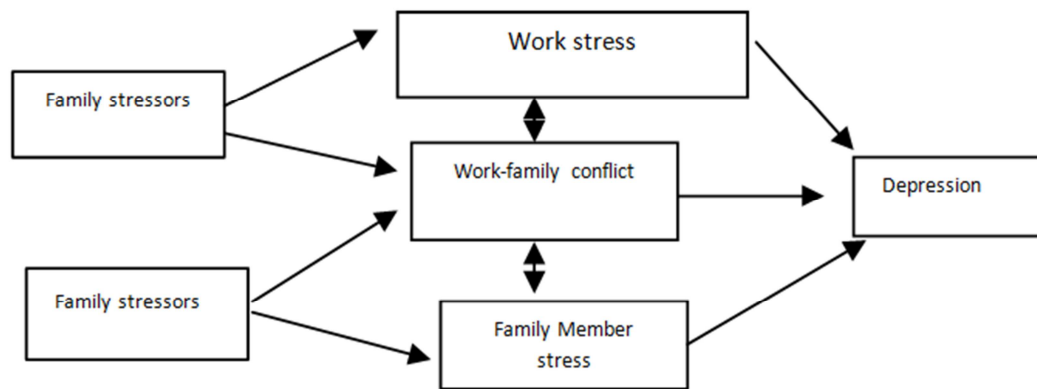 Work stress
Family stressors
Work-family conflict
Depression
Family stressors
Family Member
stress